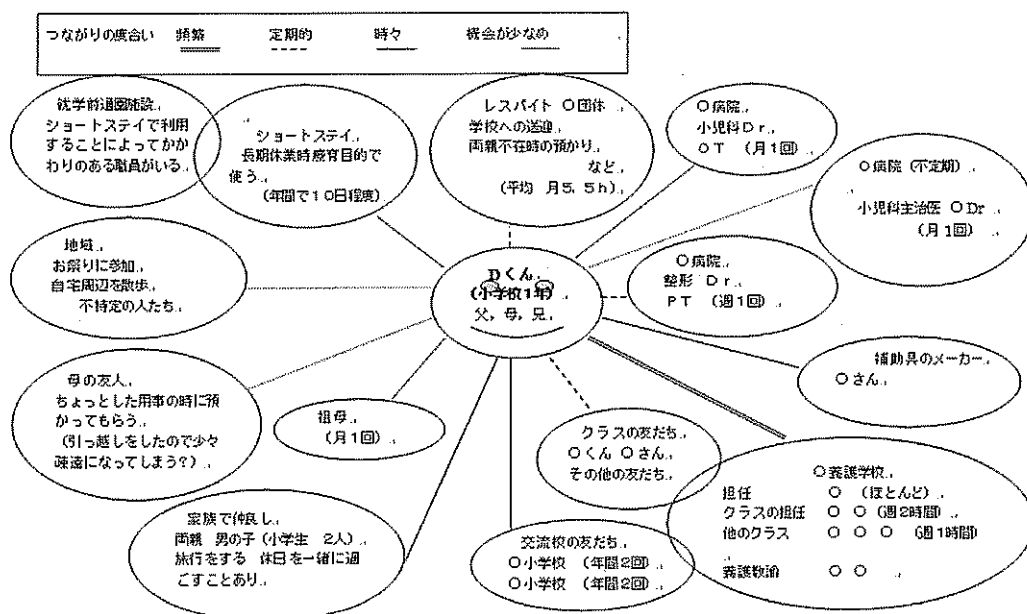 つながりの度合い　頻繁　定期的　時々　機会が少なめ
就学前通園施設
ショートステイで利用
することによってかか
わりのある職員がいる
ショートステイ
長期休業時療育目的で
使う
（年間で１０日程度）
レスパイト　○団体
学校への送迎
両親不在時の預かり
など
（平均　月５．５ｈ）
○病院
小児科Ｄｒ
ＯＴ　（月１回）
○病院（不定期）
小児科主治医　○Dr
（月１回）
地域
お祭りに参加
自宅周辺を散歩
不特定の人たち
Dくん
（小学校１年）
父，母，兄
○病院
整形　Ｄｒ
ＰＴ　（週１回）
補助具のメーカー
○さん
母の友人
ちょっとした用事の時に預
かってもらう
（引っ越しをしたので少々
疎遠になってしまう？）
祖母
（月１回）
クラスの友だち
○くん　○さん
その他の友だち
○養護学校
担任　○　（ほとんど）
クラスの担任　○　○（週２時間）
他のクラス　○　○　○　（週１時間）
養護教諭　○　○
家族で仲良し
両親　男の子（小学生　２人）
旅行をする　休日を一緒に過
ごすことあり
交流校の友だち
○小学校　（年間２回）
○小学校　（年間２回）